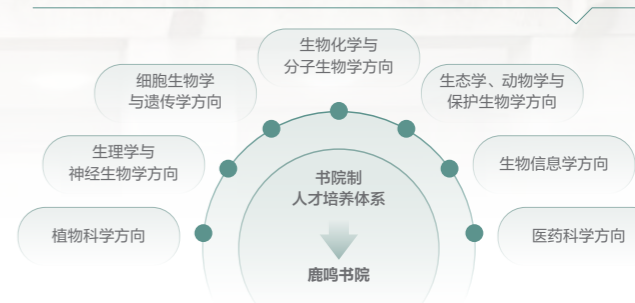 生物化学与
分子生物学方向
细胞生物学
与遗传学方向
生态学、动物学与
保护生物学方向
生理学与
神经生物学方向
生物信息学方向
植物科学方向
医药科学方向
书院制
人才培养体系
鹿鸣书院